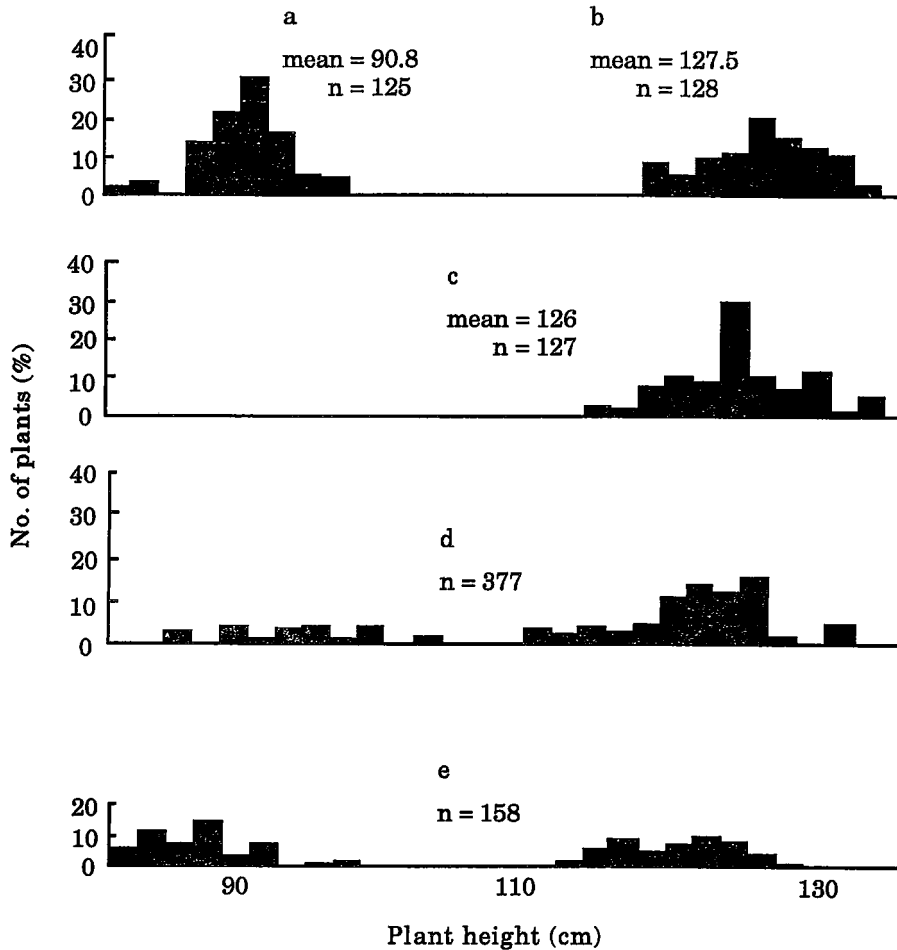 a
mean = 90.8
n = 125
b
mean = 127.5
n = 128
40
30
20
10
0
c
mean = 126
n = 127
40
30
20
10
0
No. of plants (%)
d
n = 377
40
30
20
10
0
e
n = 158
20
10
0
90 110 130
Plant height (cm)